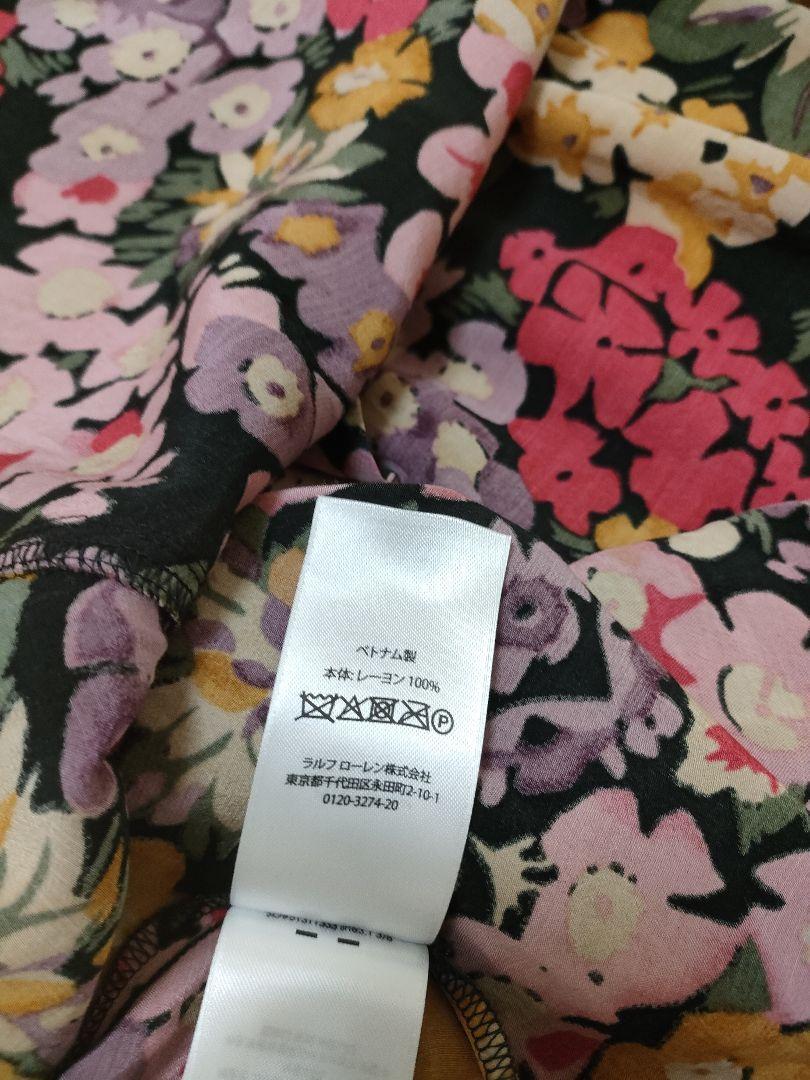 ベトナム製
本体: レーヨン 100%
P
ラルフ ローレン株式会社
東京都千代田区永田町2-10-1
0120-3274-20